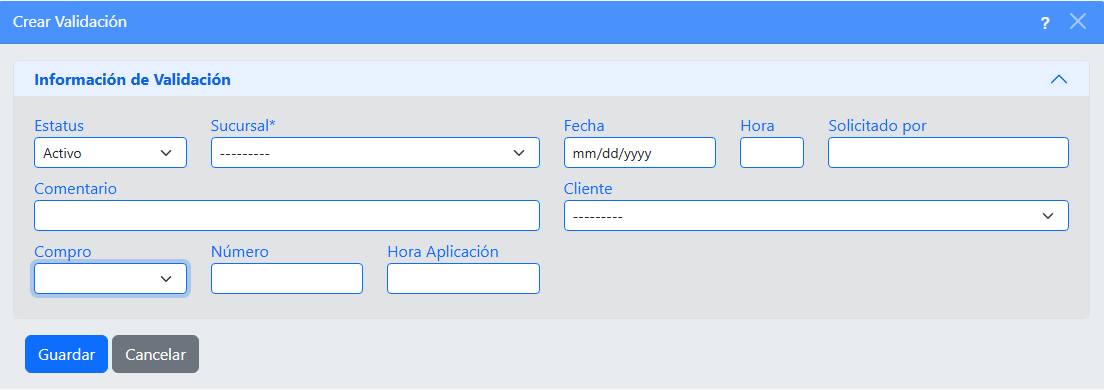 Crear Validación ?
Información de Validación
Estatus Sucursal* Fecha Hora Solicitado por
Activo --------- mm/dd/yyyy
Comentario Cliente
---------
Compro Número Hora Aplicación
Guardar Cancelar